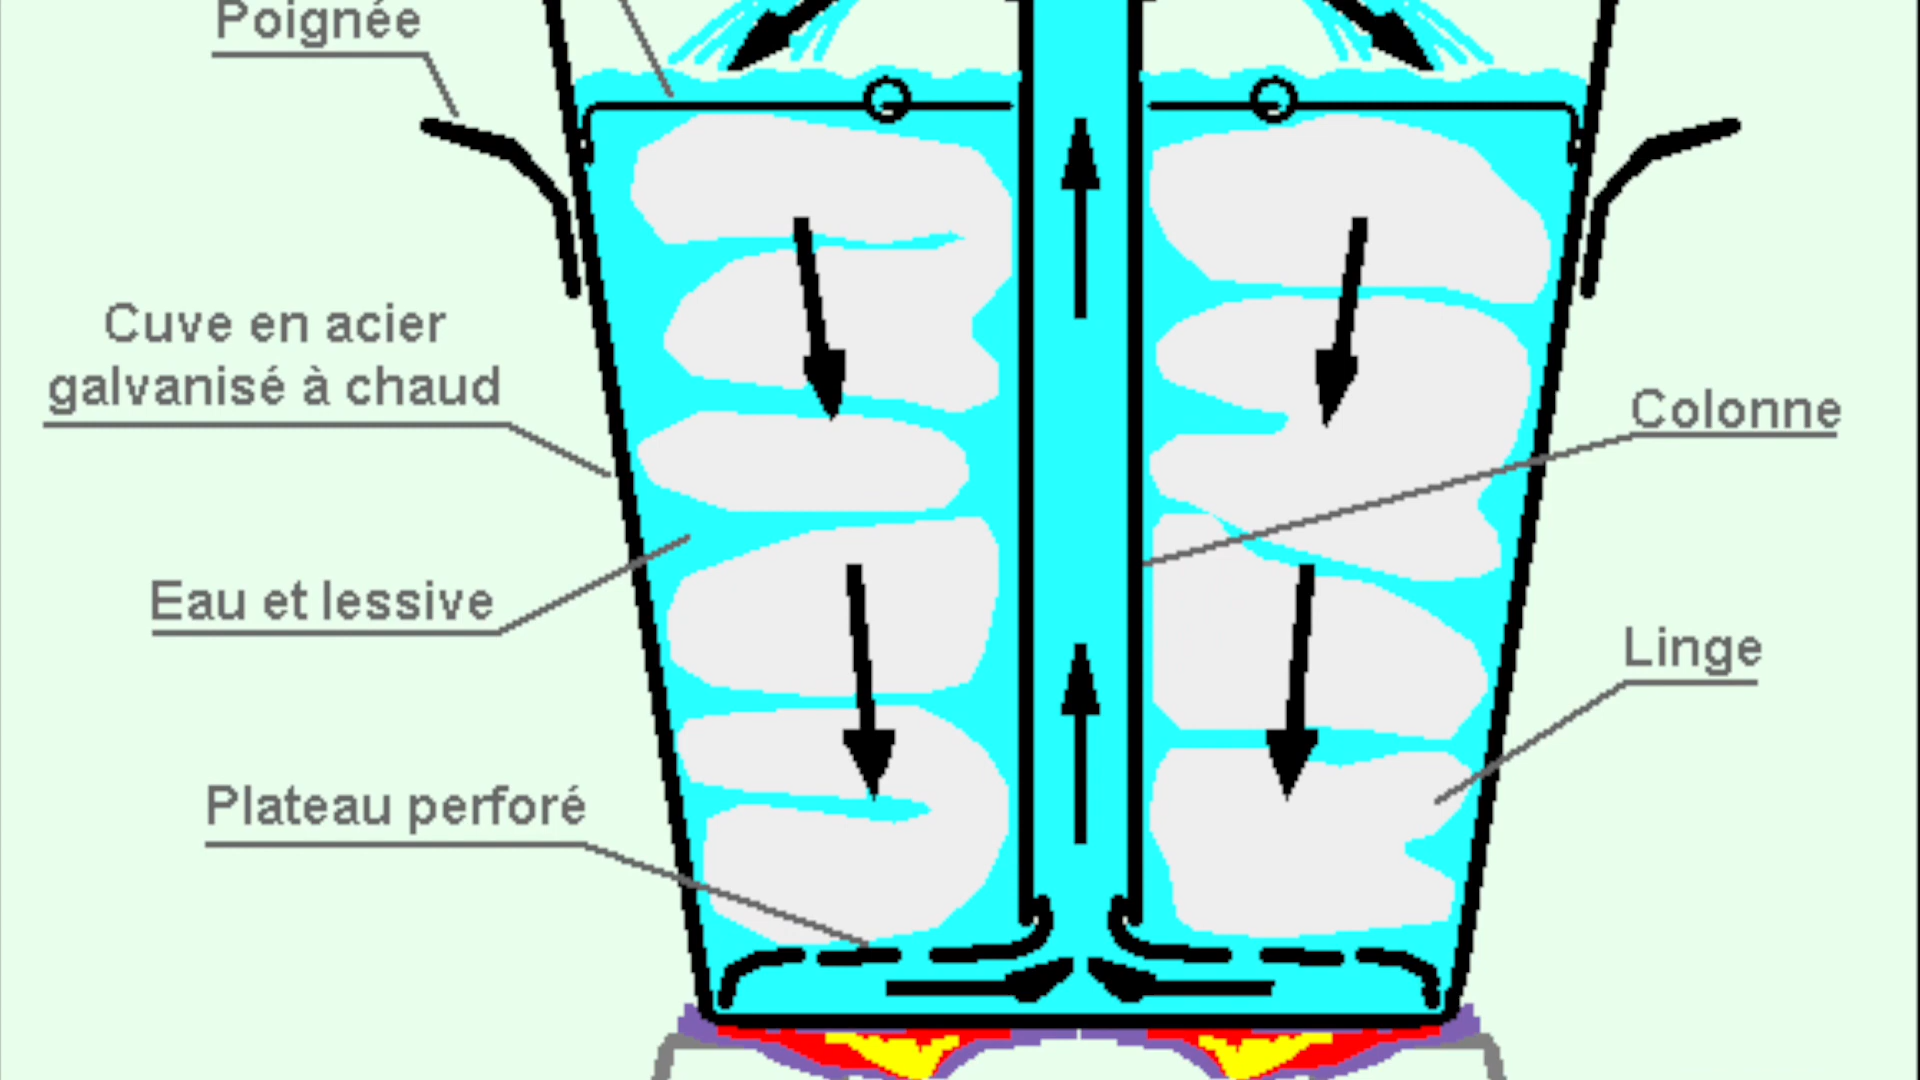 Poignée
Cuve en acier
galvanisé à chaud
Colonne
Eau et lessive
Linge
Plateau perforé